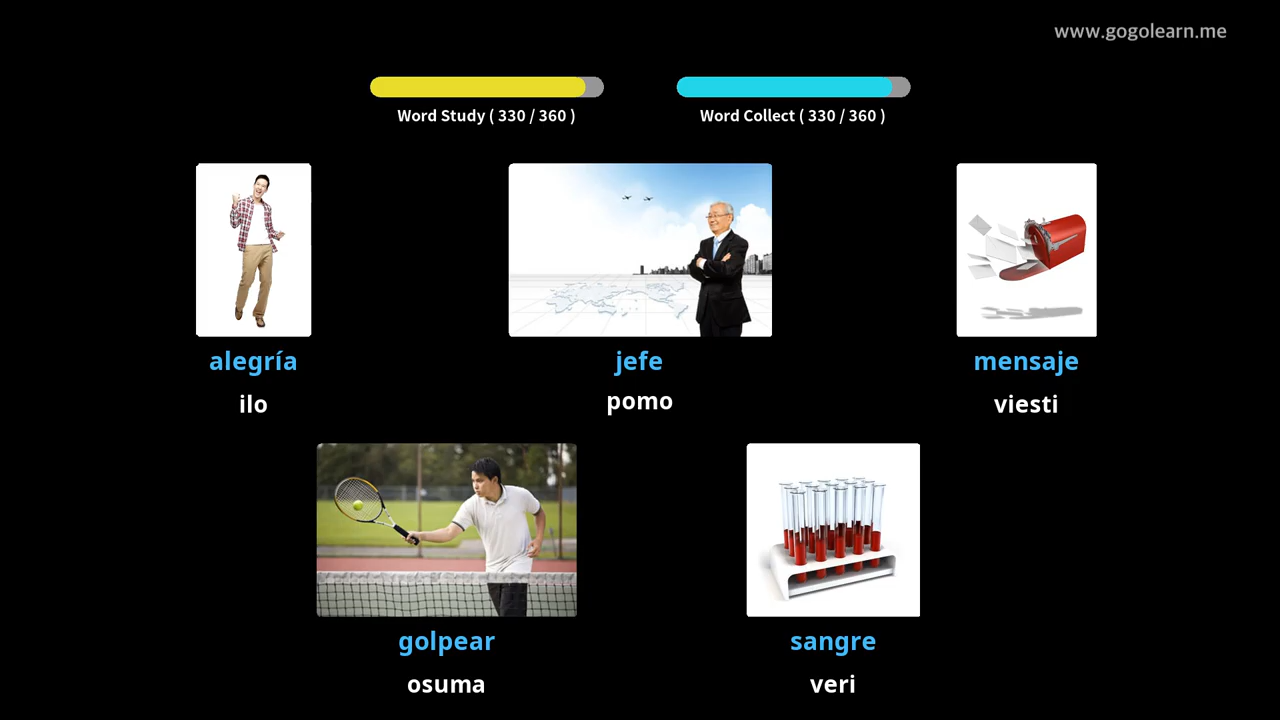 www.gogolearn.me
Word Study ( 330 / 360 )
Word Collect ( 330 / 360 )
alegría
jefe
mensaje
ilo
pomo
viesti
golpear
sangre
osuma
veri